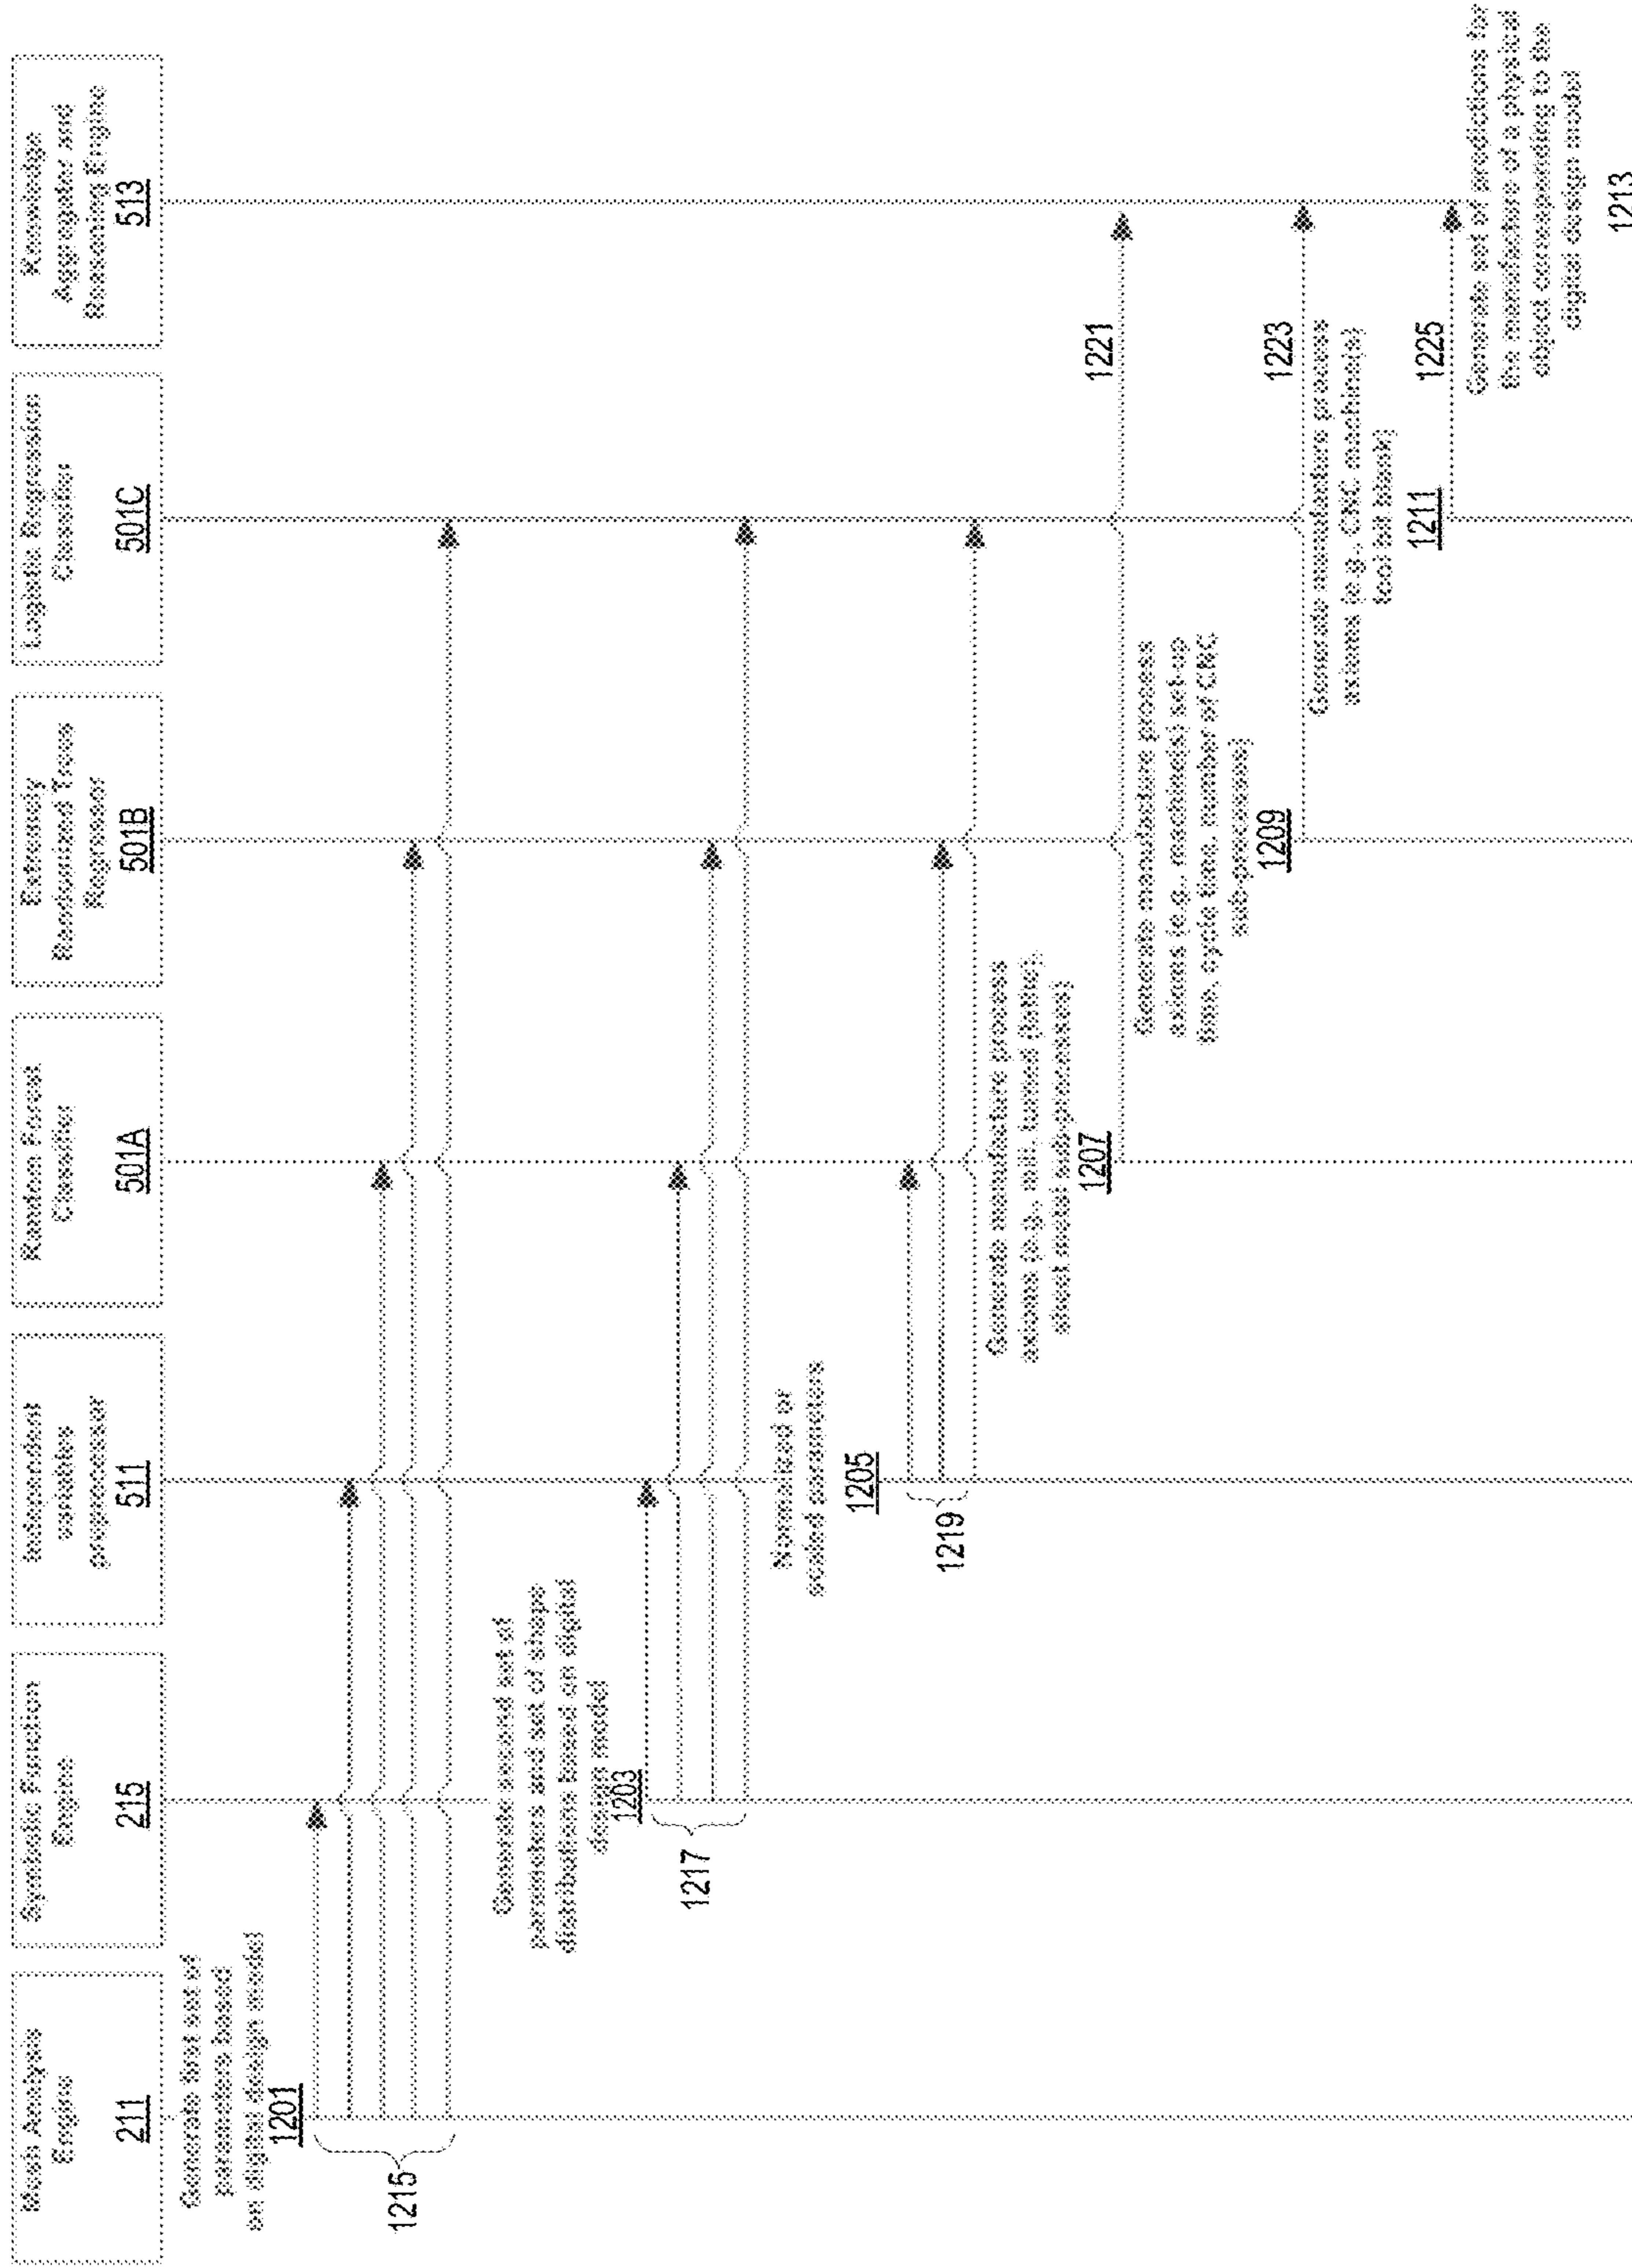 Mesh Analysis
Engine
211
Symbolic Function
Engine
215
Independent
variables
preprocessor
511
Random Forest
Classifier
501A
Extremely
Randomized Trees
Regressor
501B
Logistic Regression
Classifier
501C
Knowledge
Aggregator and
Reasoning Engine
513
Generate first set of
parameters based
on digital design model
1201
1215
Generate second set of
parameters and set of shape
distributions based on digital
design model
1203
1217
Normalized or
scaled parameters
1205
1219
Generate manufacture process
axioms (e.g., mill, turned (lathe),
sheet metal sub-processes)
1207
1221
Generate manufacture process
axioms (e.g., machine(s) set-up
time, cycle time, number of CNC
sub-processes)
1209
1223
Generate manufacture process
axioms (e.g., CNC machine(s)
tool bit blank)
1211
1225
Generate set of predictions for
the manufacture of a physical
object corresponding to the
digital design model
1213